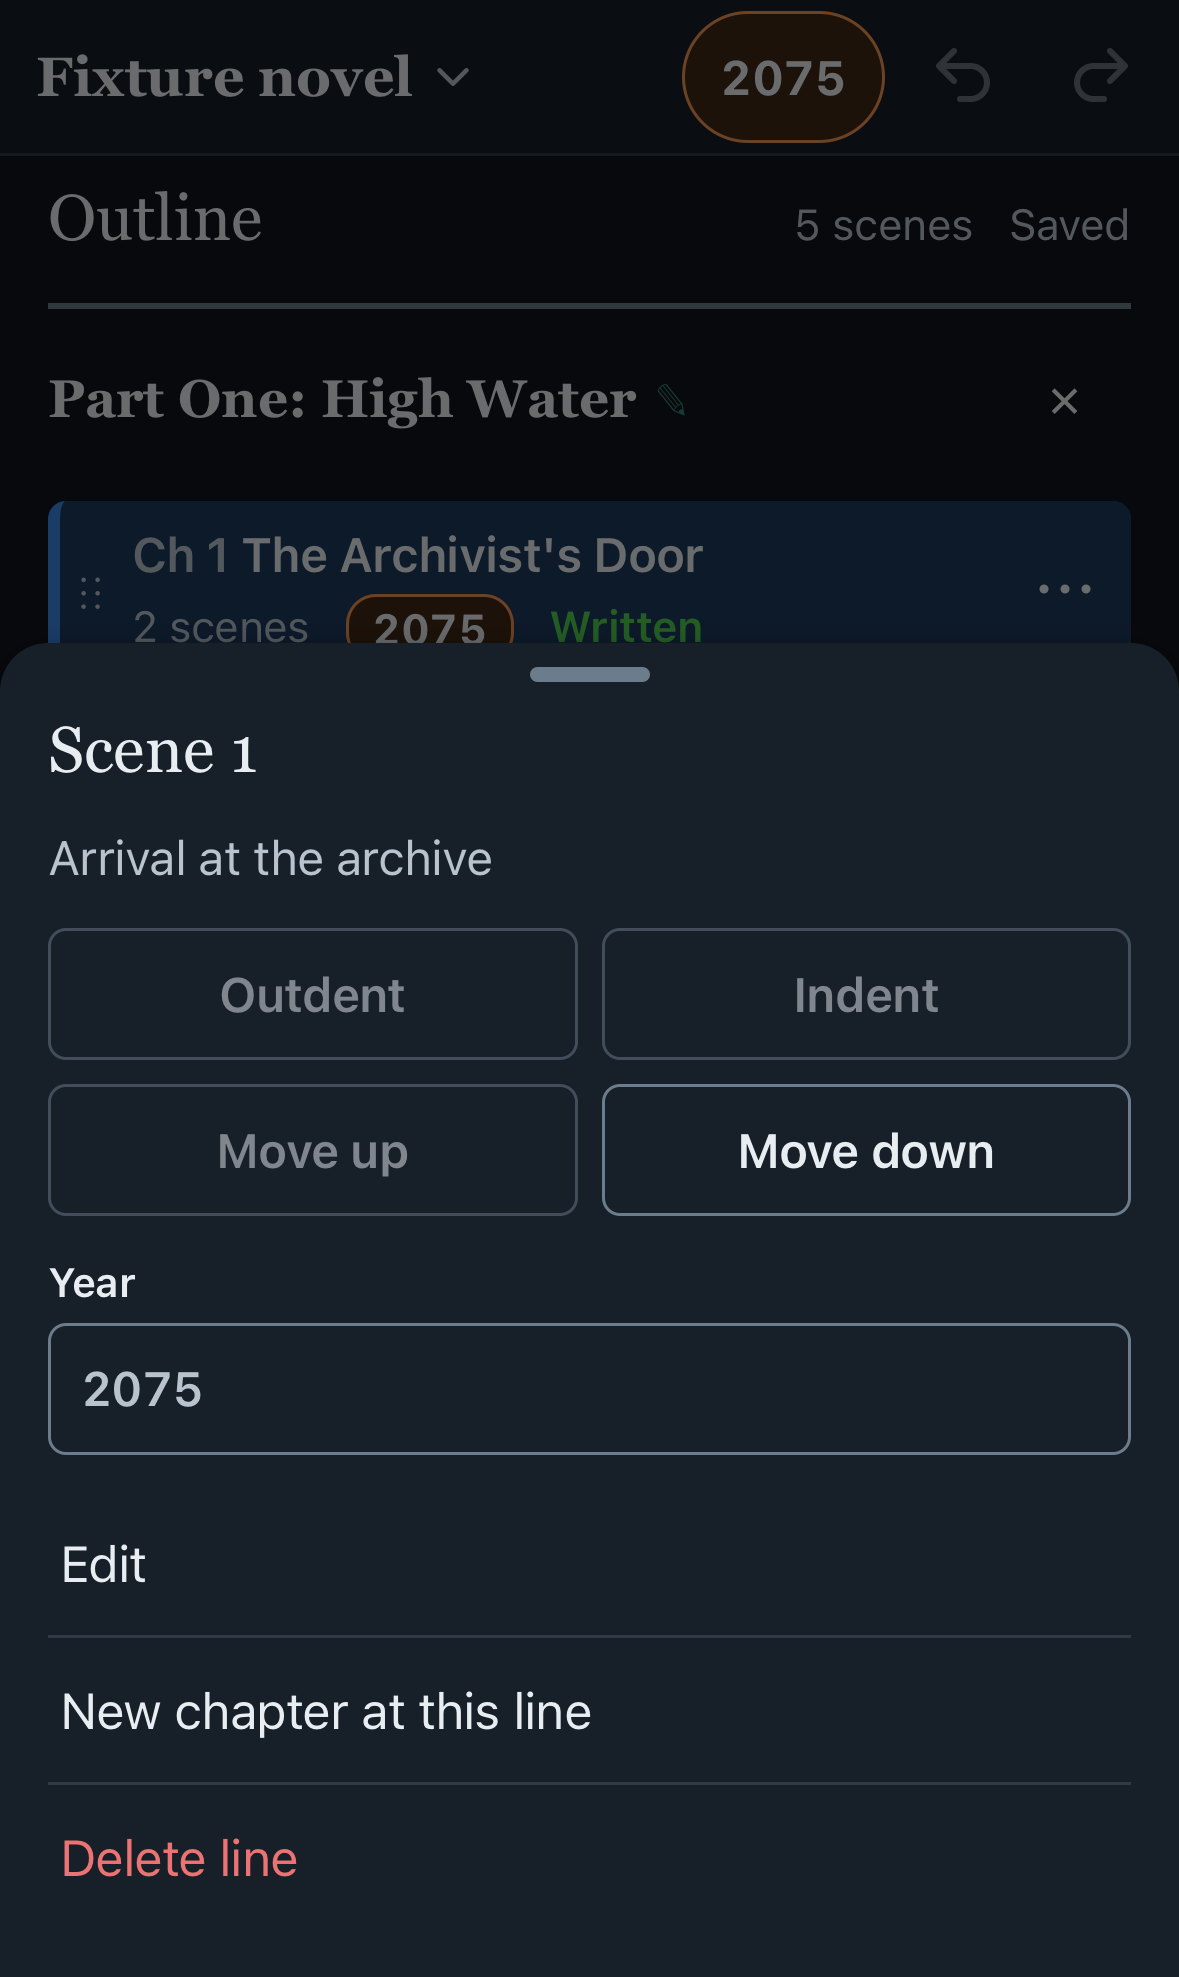 Fixture novel
2075
Outline
5 scenes Saved
Part One: High Water
Ch 1 The Archivist's Door
2 scenes 2075 Written
Scene 1
Arrival at the archive
Outdent
Indent
Move up
Move down
Year
2075
Edit
New chapter at this line
Delete line